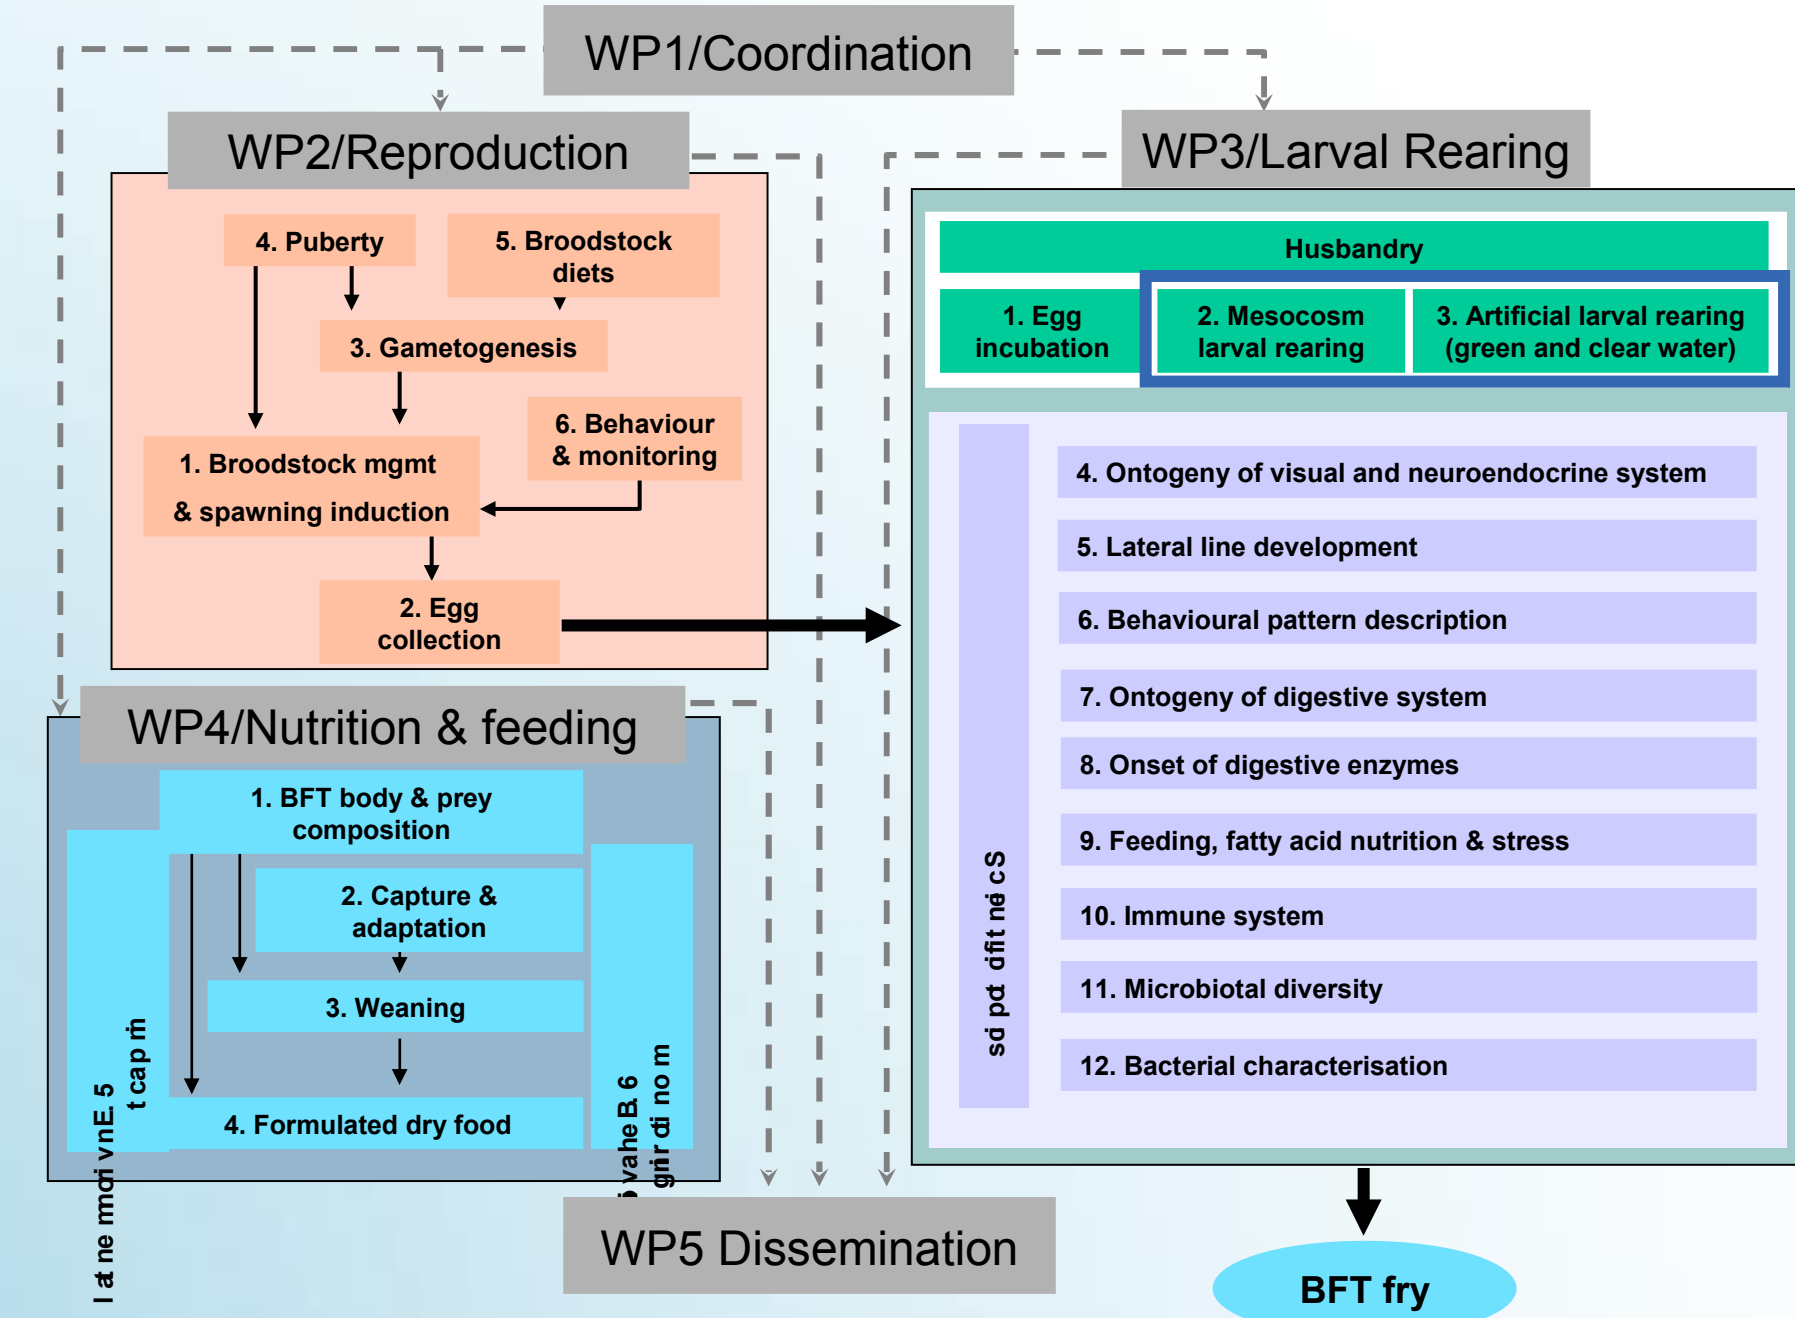 WP1/Coordination
WP2/Reproduction
4. Puberty
5. Broodstock
diets
3. Gametogenesis
6. Behaviour
& monitoring
1. Broodstock mgmt
& spawning induction
2. Egg
collection
WP3/Larval Rearing
Husbandry
1. Egg
incubation
2. Mesocosm
larval rearing
3. Artificial larval rearing
(green and clear water)
4. Ontogeny of visual and neuroendocrine system
5. Lateral line development
6. Behavioural pattern description
7. Ontogeny of digestive system
8. Onset of digestive enzymes
9. Feeding, fatty acid nutrition & stress
10. Immune system
11. Microbiotal diversity
12. Bacterial characterisation
WP4/Nutrition & feeding
1. BFT body & prey
composition
2. Capture &
adaptation
3. Weaning
4. Formulated dry food
WP5 Dissemination
BFT fry